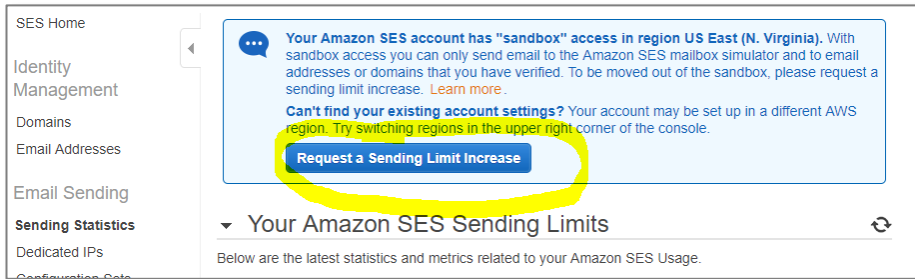 SES Home
Identity
Management
Domains
Email Addresses
Email Sending
Sending Statistics
Dedicated IPs
Configuration Sets
Your Amazon SES account has "sandbox" access in region US East (N. Virginia). With
sandbox access you can only send email to the Amazon SES mailbox simulator and to email
addresses or domains that you have verified. To be moved out of the sandbox, please request a
sending limit increase. Learn more.
Can't find your existing account settings? Your account may be set up in a different AWS
region. Try switching regions in the upper right corner of the console.
Request a Sending Limit Increase
Your Amazon SES Sending Limits
Below are the latest statistics and metrics related to your Amazon SES Usage.